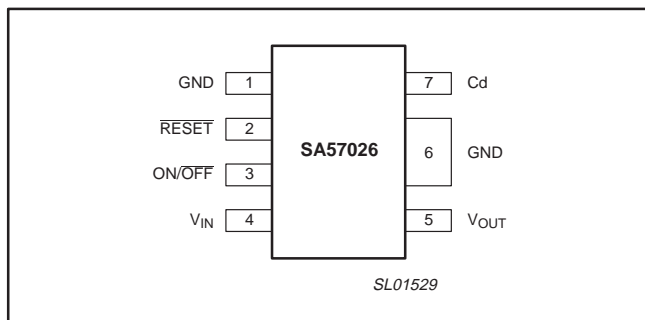 GND 1 7 Cd
RESET 2
SA57026 6 GND
ON/OFF 3
VIN 4 5 VOUT
SL01529